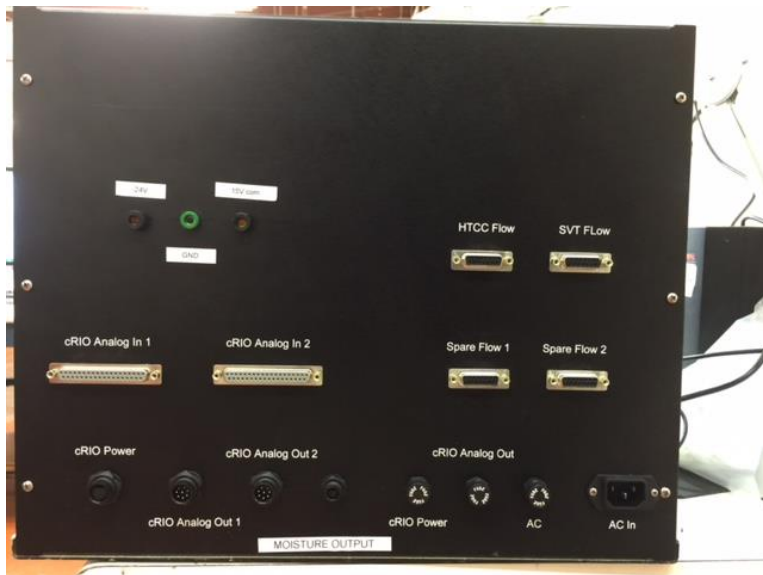 24V
15V com
GND
HTCC Flow
SVT FLow
cRIO Analog In 1
cRIO Analog In 2
Spare Flow 1
Spare Flow 2
cRIO Power
cRIO Analog Out 2
cRIO Analog Out
cRIO Analog Out 1
cRIO Power
AC
AC In
MOISTURE OUTPUT